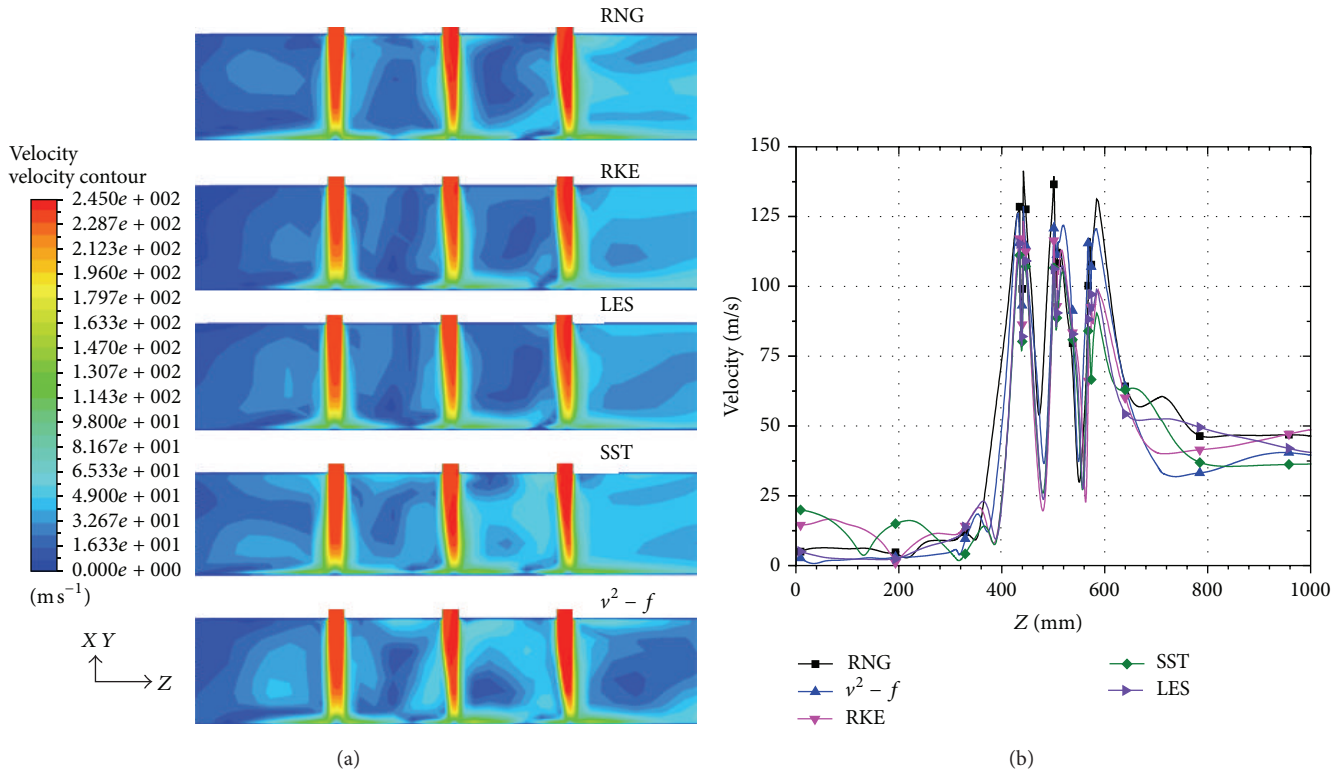 RNG
RKE
LES
SST
v² − f
Velocity
velocity contour
2.450e + 002
2.287e + 002
2.123e + 002
1.960e + 002
1.797e + 002
1.633e + 002
1.470e + 002
1.307e + 002
1.143e + 002
9.800e + 001
8.167e + 001
6.533e + 001
4.900e + 001
3.267e + 001
1.633e + 001
0.000e + 000
(m s⁻¹)
X Y
Z
(a)
Velocity (m/s)
150
125
100
75
50
25
0
0
200
400
600
800
1000
Z (mm)
RNG
v² − f
RKE
SST
LES
(b)